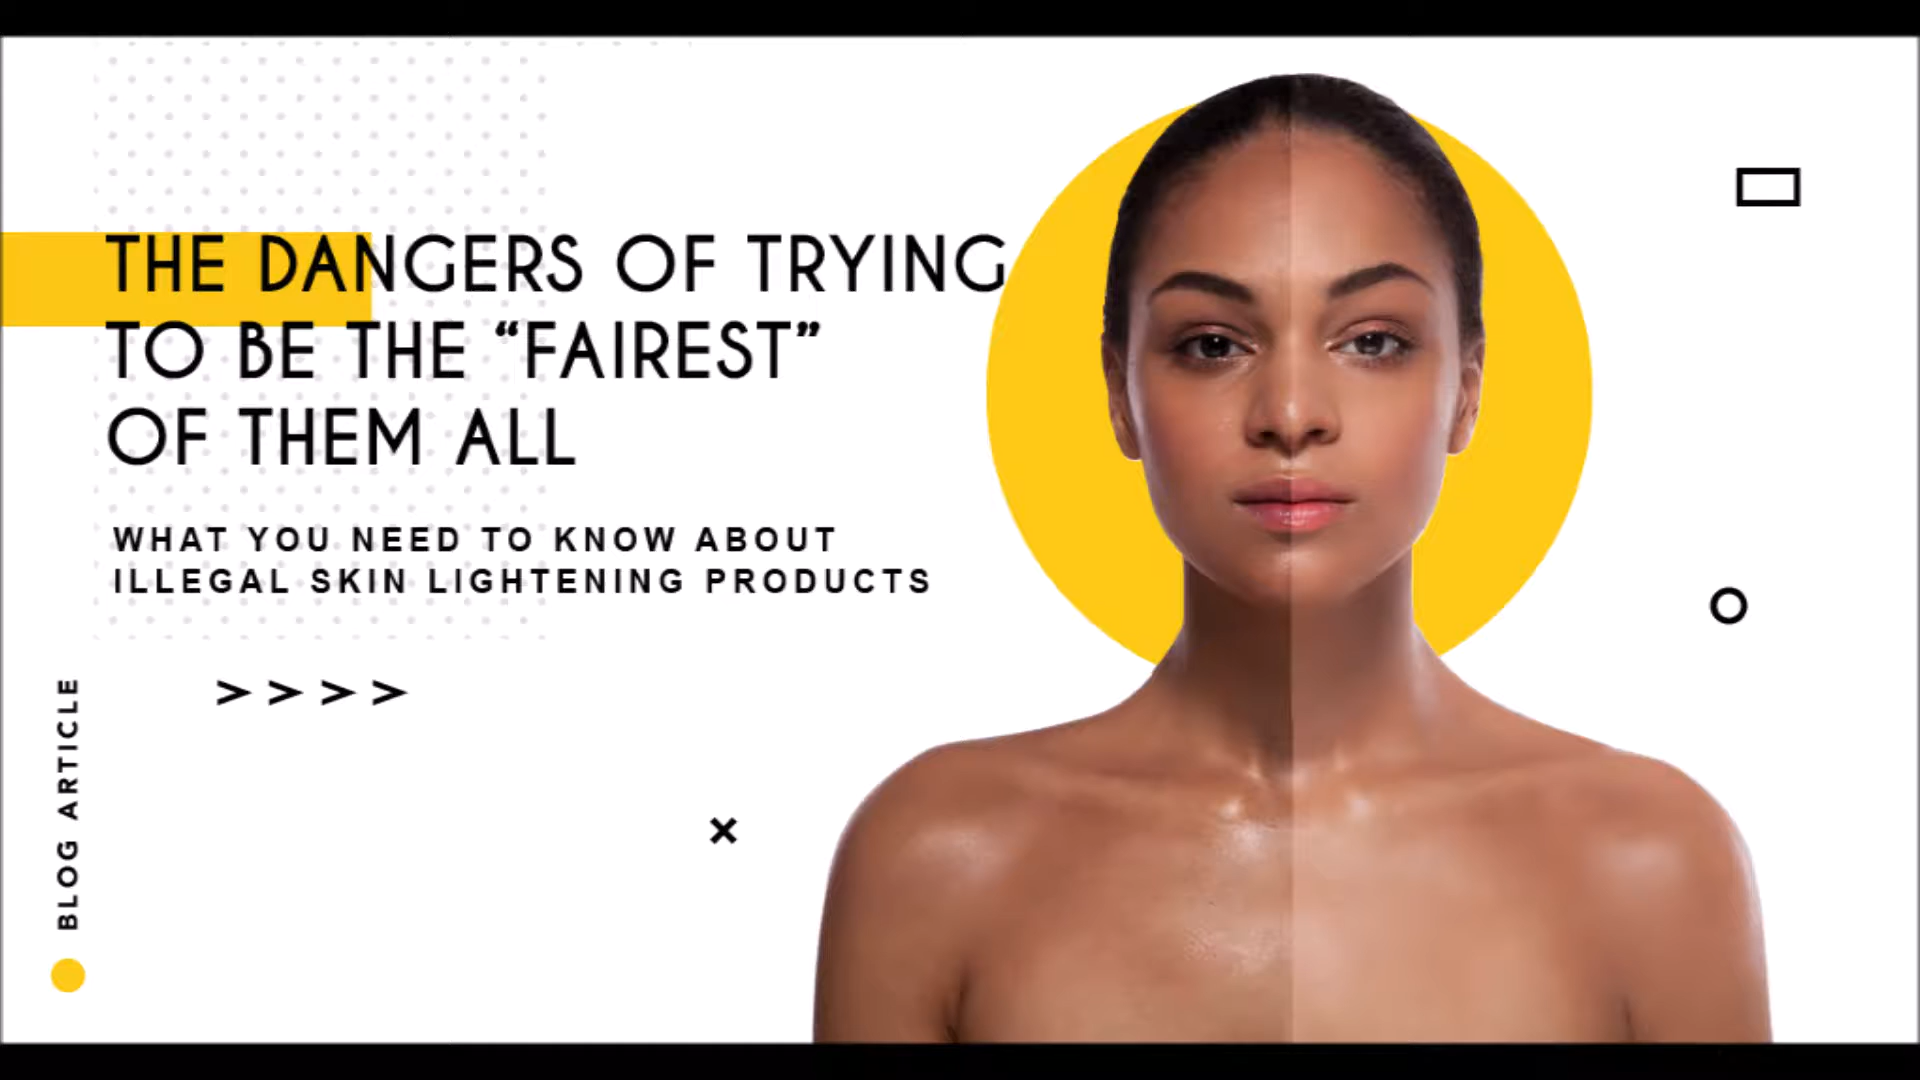 THE DANGERS OF TRYING
TO BE THE “FAIREST”
OF THEM ALL
WHAT YOU NEED TO KNOW ABOUT
ILLEGAL SKIN LIGHTENING PRODUCTS
> > > >
BLOG ARTICLE